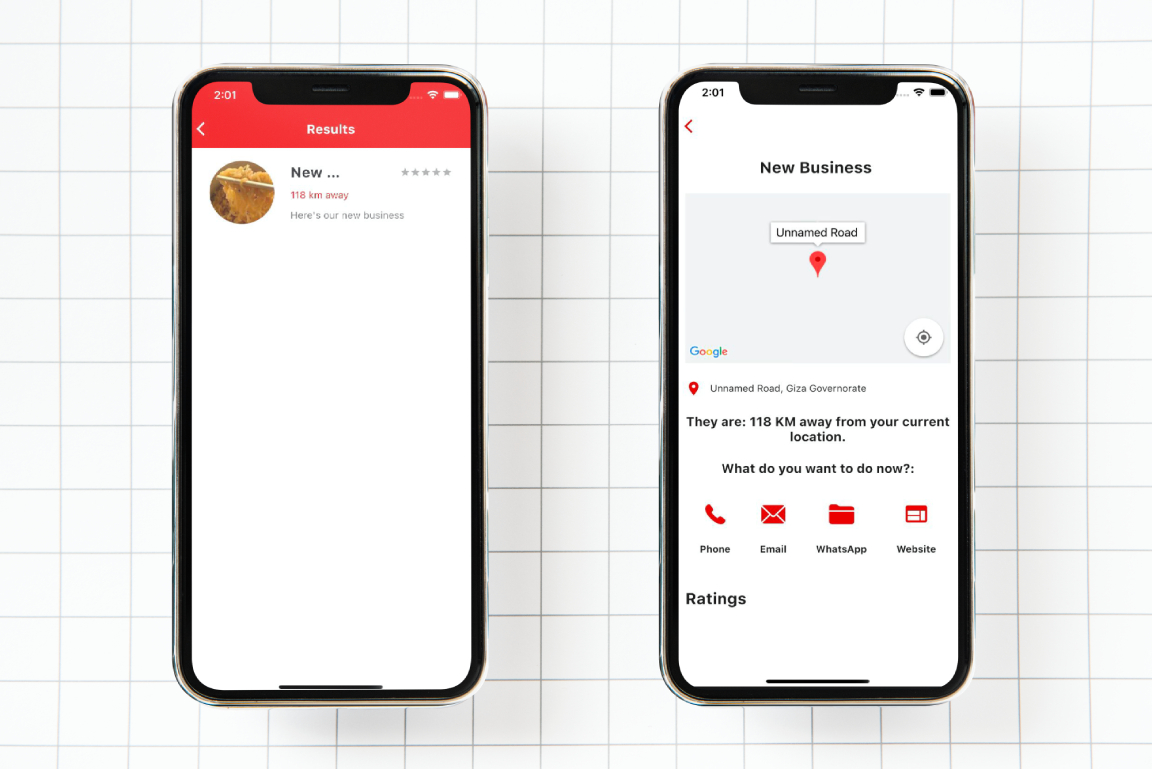 2:01
Results
New ...
118 km away
Here's our new business
2:01
New Business
Unnamed Road
Google
Unnamed Road, Giza Governorate
They are: 118 KM away from your current
location.
What do you want to do now?:
Phone
Email
WhatsApp
Website
Ratings